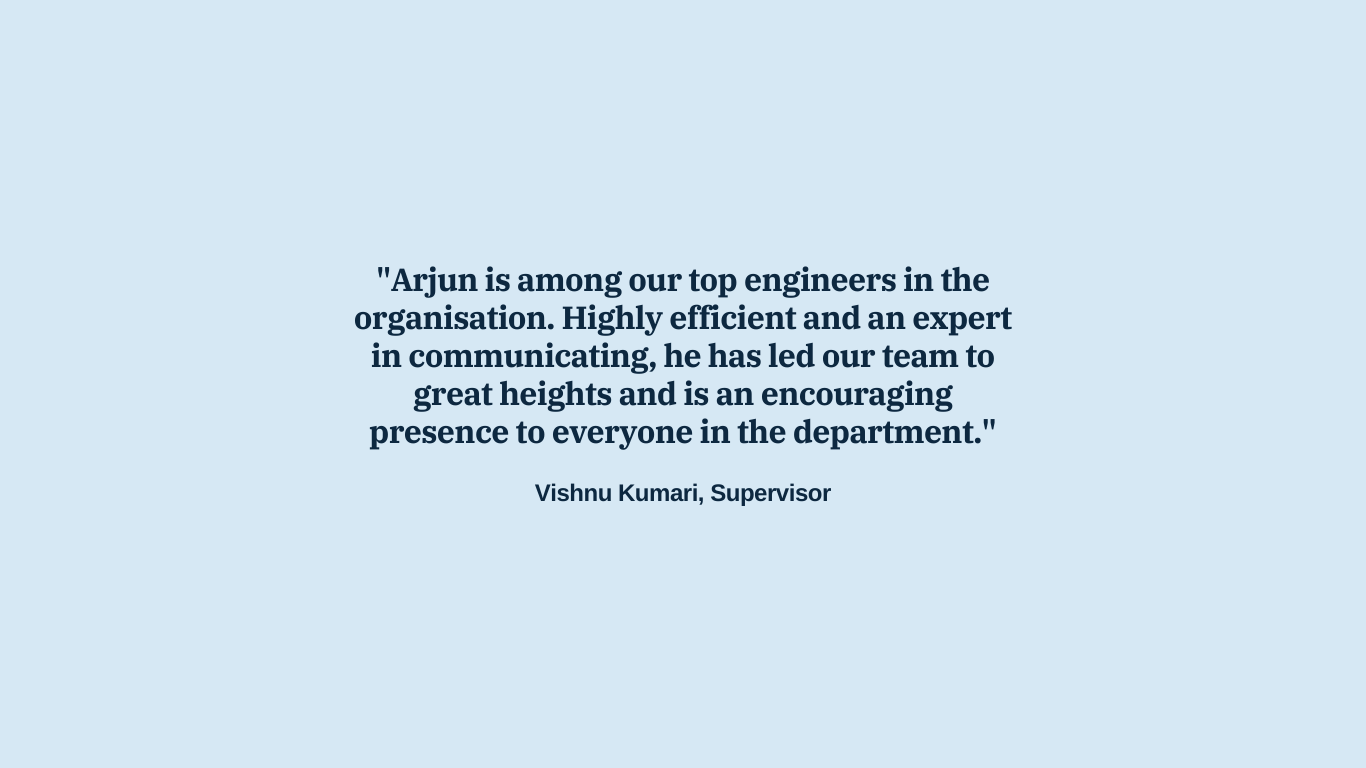 "Arjun is among our top engineers in the
organisation. Highly efficient and an expert
in communicating, he has led our team to
great heights and is an encouraging
presence to everyone in the department."
Vishnu Kumari, Supervisor